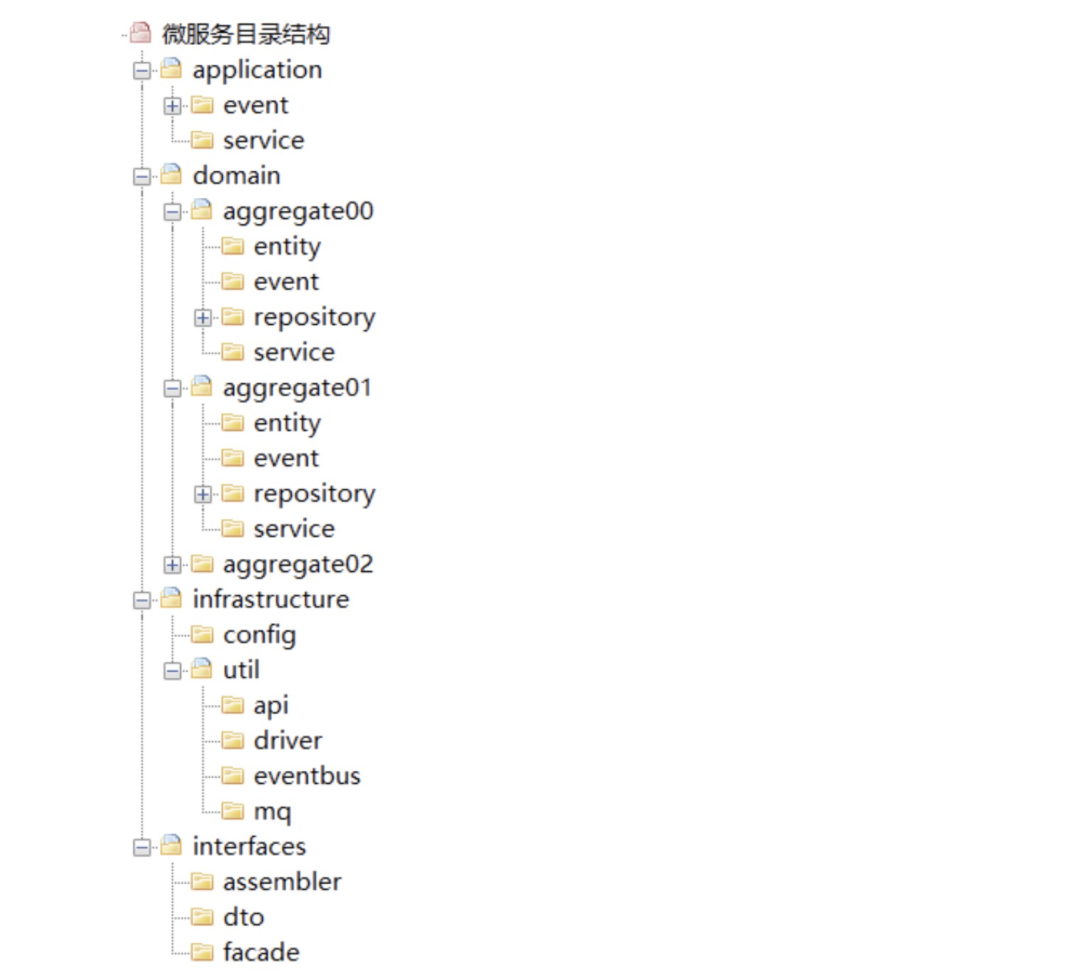 微服务目录结构
application
event
service
domain
aggregate00
entity
event
repository
service
aggregate01
entity
event
repository
service
aggregate02
infrastructure
config
util
api
driver
eventbus
mq
interfaces
assembler
dto
facade